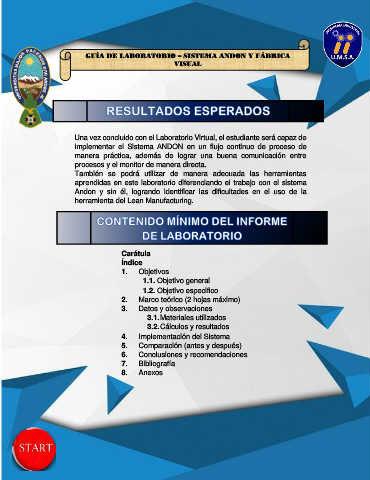 GUÍA DE LABORATORIO – SISTEMA ANDON Y FÁBRICA
VISUAL
U.M.S.A.
RESULTADOS ESPERADOS
Una vez concluido con el Laboratorio Virtual, el estudiante será capaz de
implementar el Sistema ANDON en un flujo continuo de proceso de
manera práctica, además de lograr una buena comunicación entre
procesos y el monitor de manera directa.
También se podrá utilizar de manera adecuada las herramientas
aprendidas en este laboratorio diferenciando el trabajo con el sistema
Andon y sin él, logrando identificar las dificultades en el uso de la
herramienta del Lean Manufacturing.
CONTENIDO MÍNIMO DEL INFORME
DE LABORATORIO
Carátula
Índice
1. Objetivos
1.1. Objetivo general
1.2. Objetivo específico
2. Marco teórico (2 hojas máximo)
3. Datos y observaciones
3.1. Materiales utilizados
3.2. Cálculos y resultados
4. Implementación del Sistema
5. Comparación (antes y después)
6. Conclusiones y recomendaciones
7. Bibliografía
8. Anexos
START